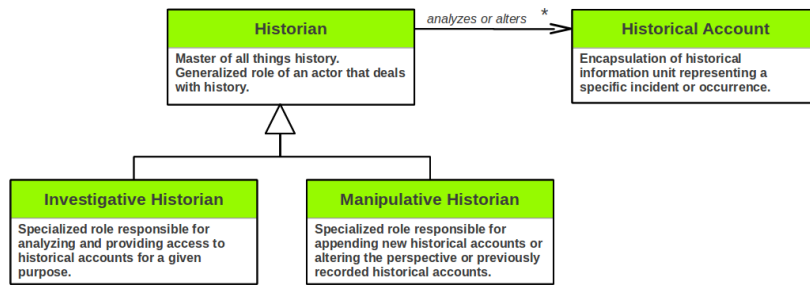 Historian
analyzes or alters
*
Historical Account
Master of all things history.
Generalized role of an actor that deals
with history.
Encapsulation of historical
information unit representing a
specific incident or occurrence.
Investigative Historian
Specialized role responsible for
analyzing and providing access to
historical accounts for a given
purpose.
Manipulative Historian
Specialized role responsible for
appending new historical accounts or
altering the perspective or previously
recorded historical accounts.